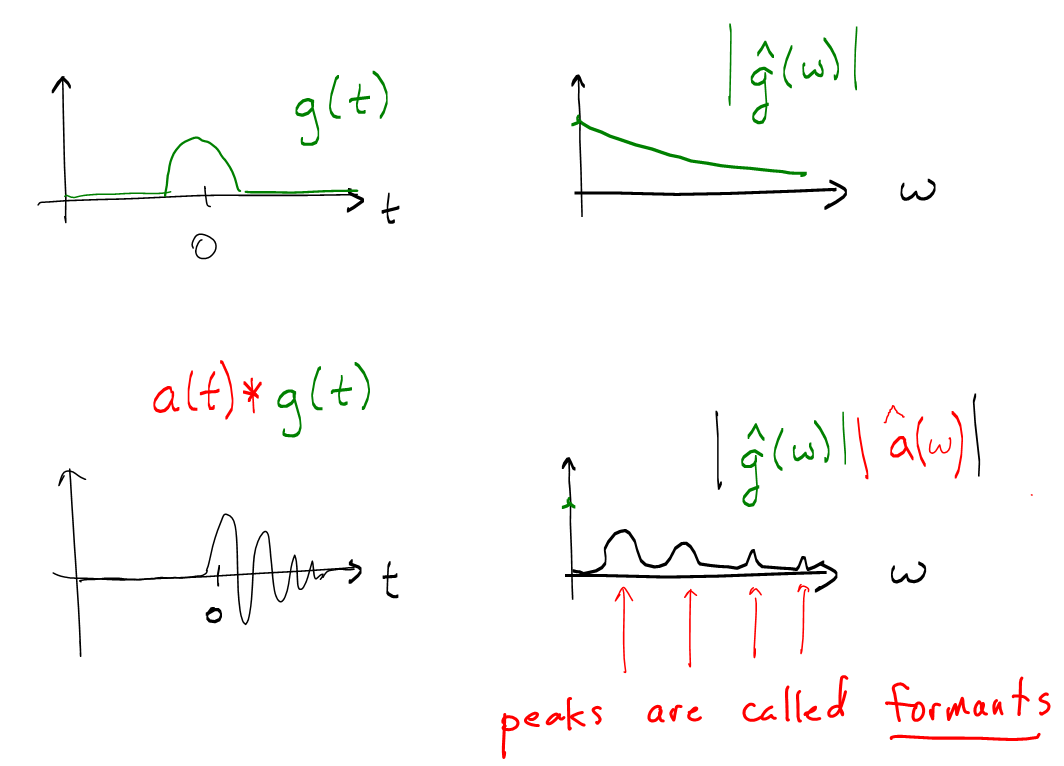 g(t)
|ĝ(ω)|
t
ω
0
a(t)*g(t)
|ĝ(ω)||â(ω)|
t
ω
0
peaks are called formants